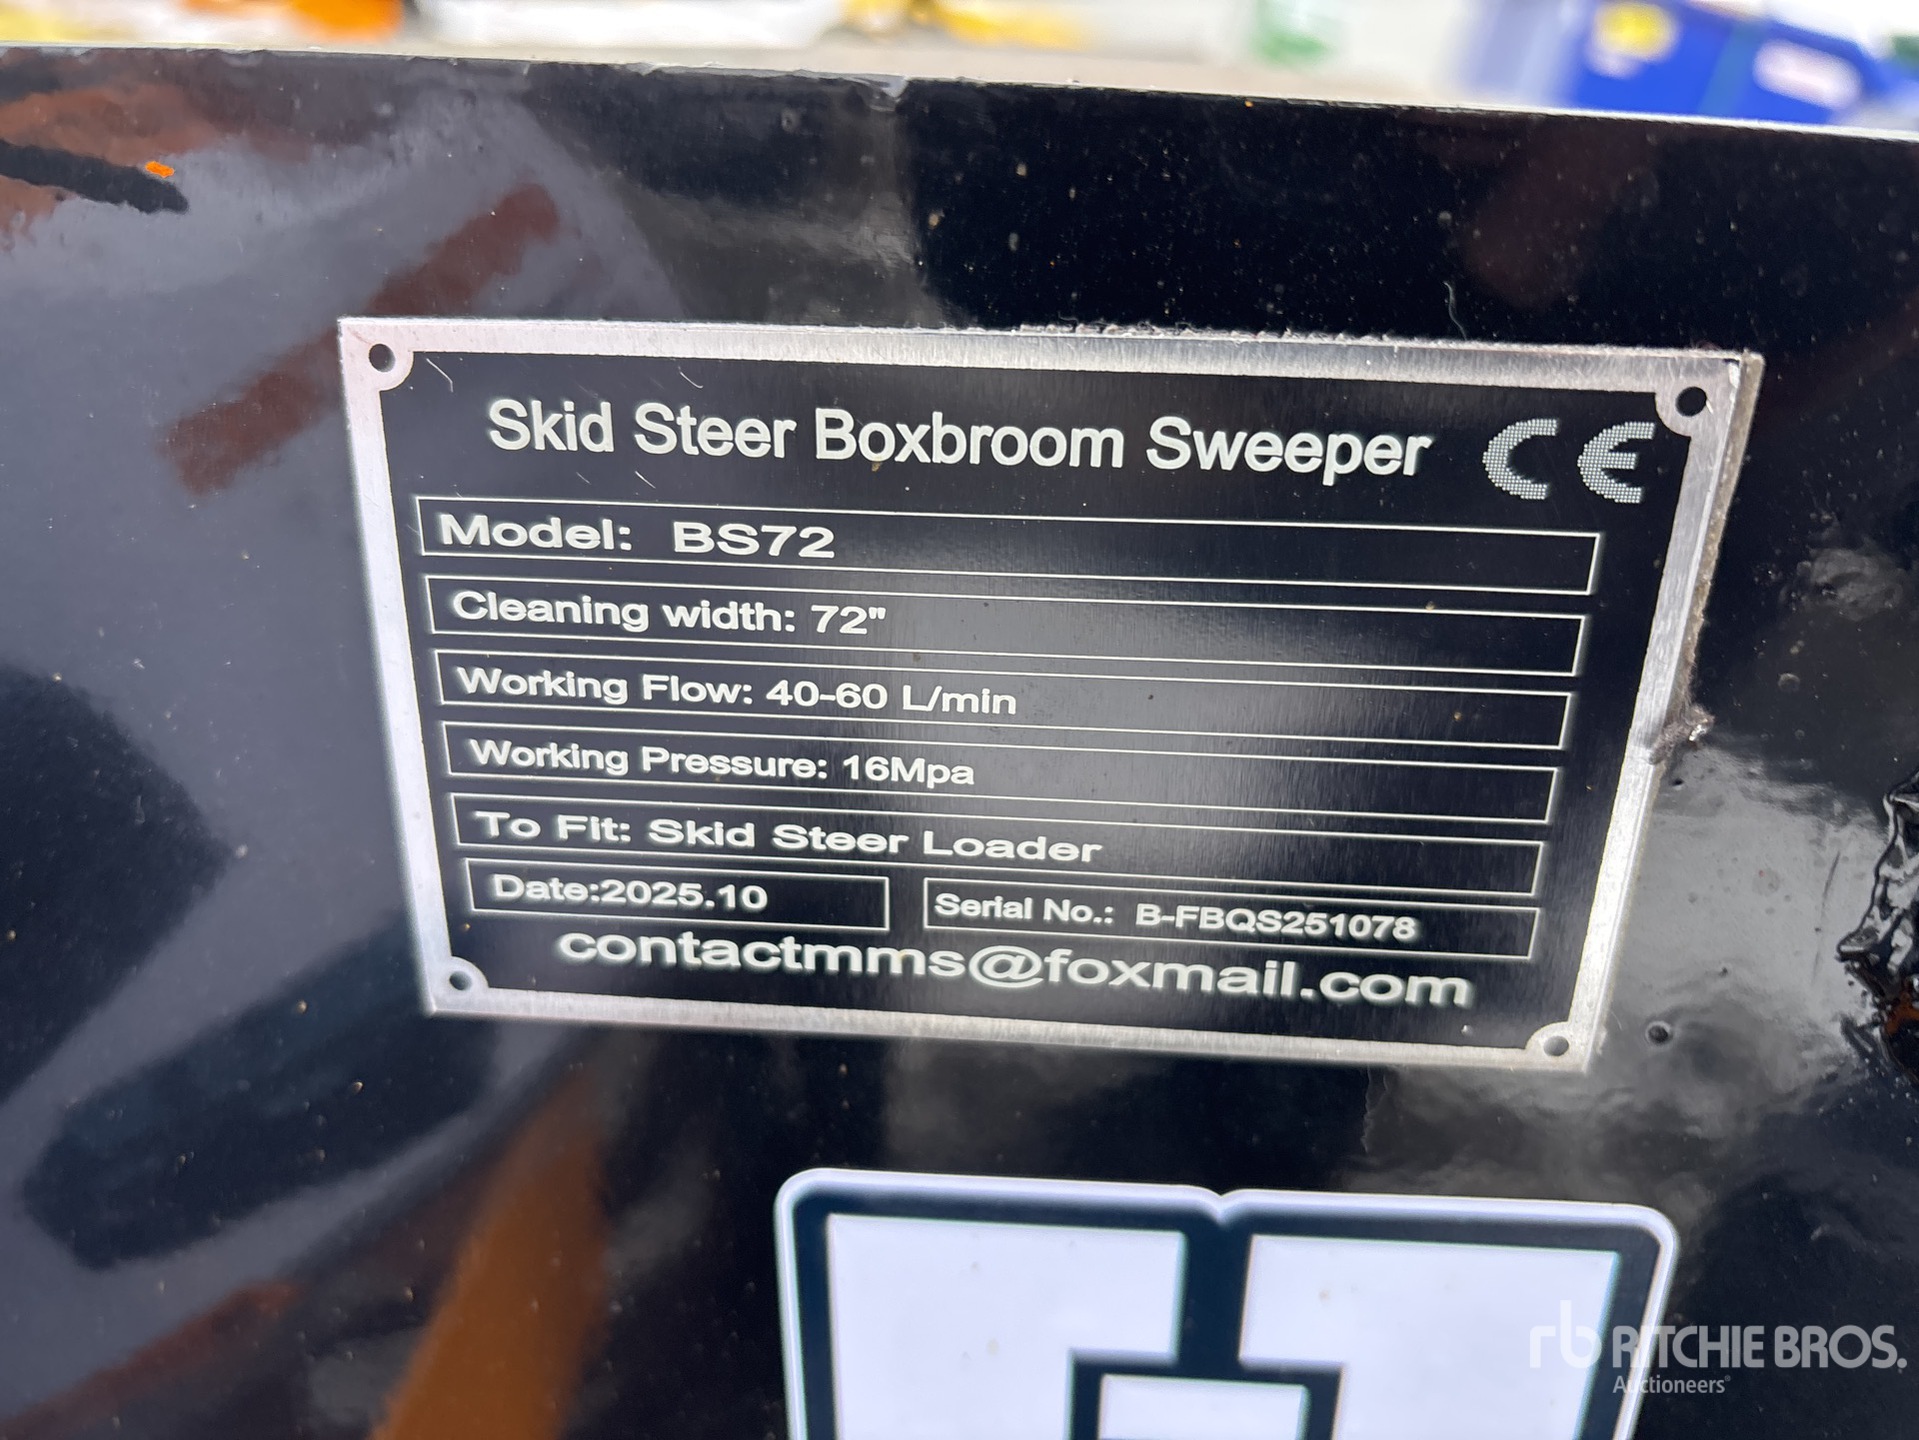 Skid Steer Boxbroom Sweeper CE
Model: BS72
Cleaning width: 72"
Working Flow: 40-60 L/min
Working Pressure: 16Mpa
To Fit: Skid Steer Loader
Date:2025.10 Serial No.: B-FBQS251078
contactmms@foxmail.com
rb RITCHIE BROS.
Auctioneers®